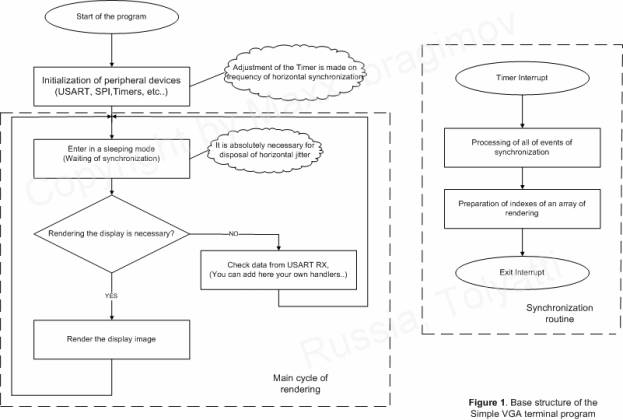 Start of the program
Initialization of peripheral devices
(USART, SPI,Timers, etc..)
Adjustment of the Timer is made on
frequency of horizontal synchronization
Enter in a sleeping mode
(Waiting of synchronization)
It is absolutely necessary for
disposal of horizontal jitter
Rendering the display is necessary?
NO
Check data from USART RX,
(You can add here your own handlers..)
YES
Render the display image
Main cycle of
rendering
Timer Interrupt
Processing of all of events of
synchronization
Preparation of indexes of an array of
rendering
Exit Interrupt
Synchronization
routine
Figure 1. Base structure of the
Simple VGA terminal program
Copyright by Maxx
Russia Tolyatti